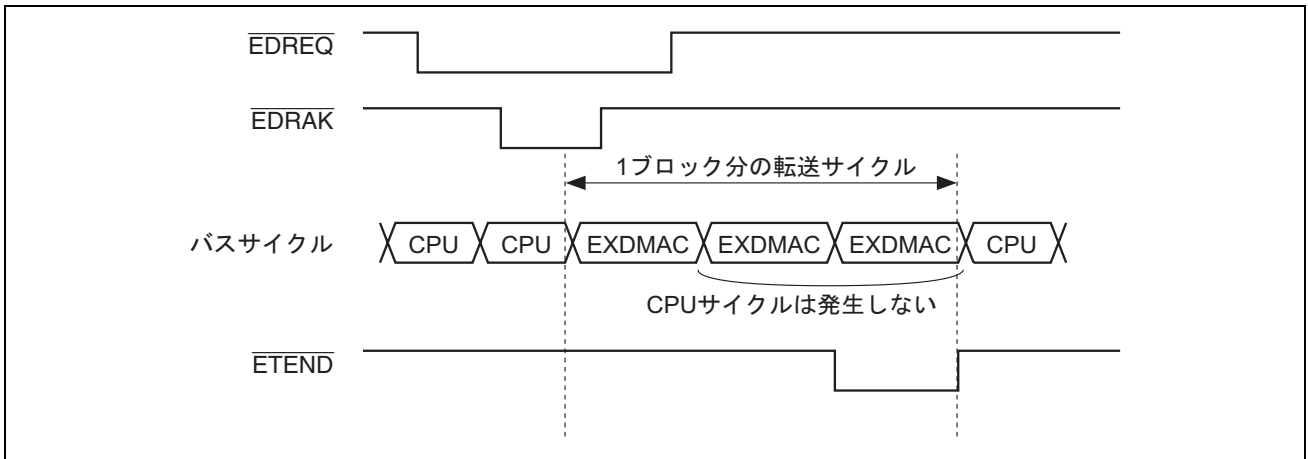 EDREQ
EDRAK
1ブロック分の転送サイクル
バスサイクル CPU CPU EXDMAC EXDMAC EXDMAC CPU
CPUサイクルは発生しない
ETEND